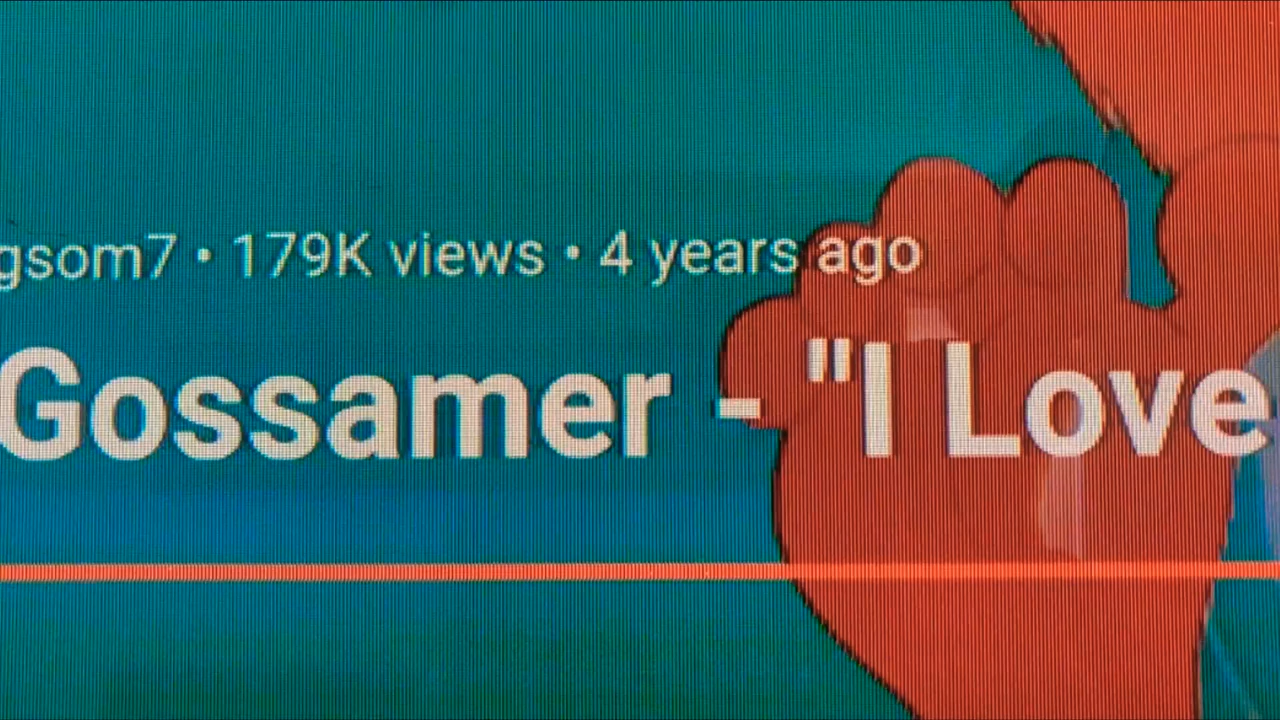 gsom7 • 179K views • 4 years ago
Gossamer - "I Love